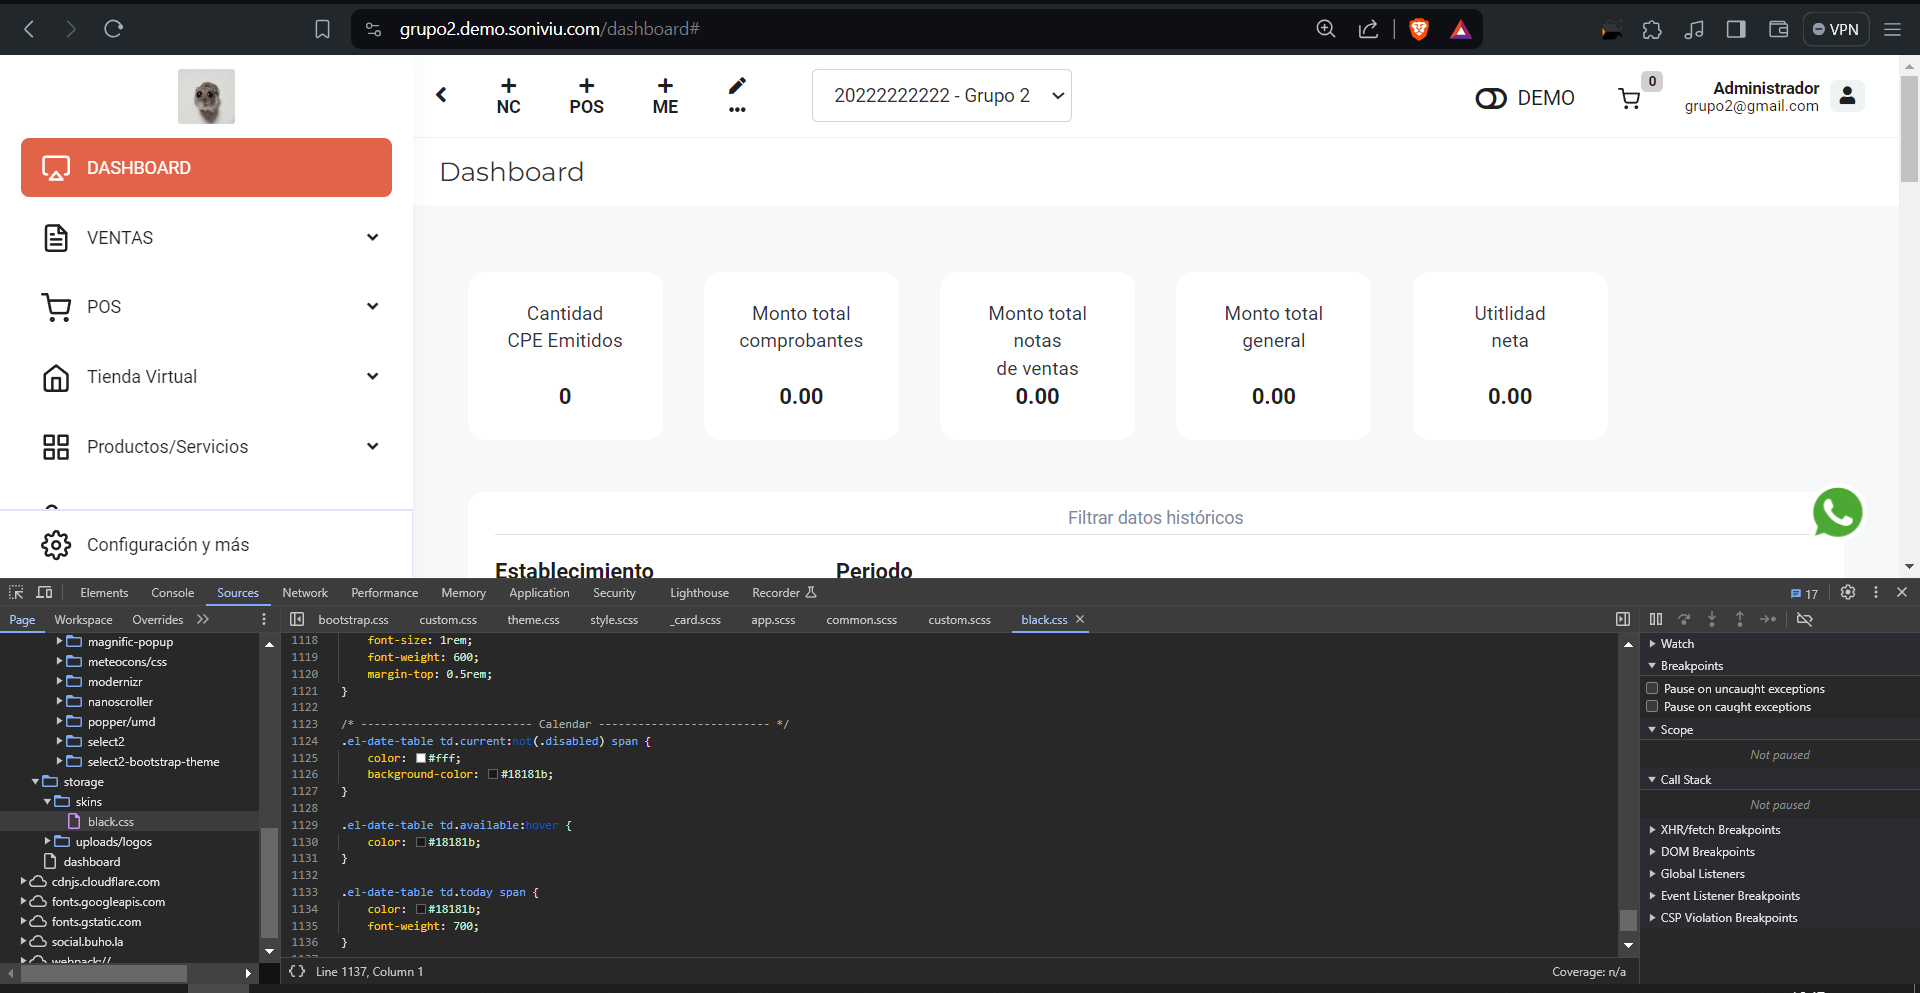 grupo2.demo.soniviu.com/dashboard#
VPN
NC
POS
ME
20222222222 - Grupo 2
DEMO
0
Administrador
grupo2@gmail.com
DASHBOARD
VENTAS
POS
Tienda Virtual
Productos/Servicios
Configuración y más
Dashboard
Cantidad
CPE Emitidos
0
Monto total
comprobantes
0.00
Monto total
notas
de ventas
0.00
Monto total
general
0.00
Utitlidad
neta
0.00
Filtrar datos históricos
Establecimiento
Periodo
Elements Console Sources Network Performance Memory Application Security Lighthouse Recorder
17
Page Workspace Overrides
bootstrap.css custom.css theme.css style.scss _card.scss app.scss common.scss custom.scss black.css
magnific-popup
meteocons/css
modernizr
nanoscroller
popper/umd
select2
select2-bootstrap-theme
storage
skins
black.css
uploads/logos
dashboard
cdnjs.cloudflare.com
fonts.googleapis.com
fonts.gstatic.com
social.buho.la
webpack://
1118 font-size: 1rem;
1119 font-weight: 600;
1120 margin-top: 0.5rem;
1121 }
1122
1123 /* -------------------------- Calendar -------------------------- */
1124 .el-date-table td.current:not(.disabled) span {
1125 color: #fff;
1126 background-color: #18181b;
1127 }
1128
1129 .el-date-table td.available:hover {
1130 color: #18181b;
1131 }
1132
1133 .el-date-table td.today span {
1134 color: #18181b;
1135 font-weight: 700;
1136 }
{} Line 1137, Column 1
Coverage: n/a
Watch
Breakpoints
Pause on uncaught exceptions
Pause on caught exceptions
Scope
Not paused
Call Stack
Not paused
XHR/fetch Breakpoints
DOM Breakpoints
Global Listeners
Event Listener Breakpoints
CSP Violation Breakpoints